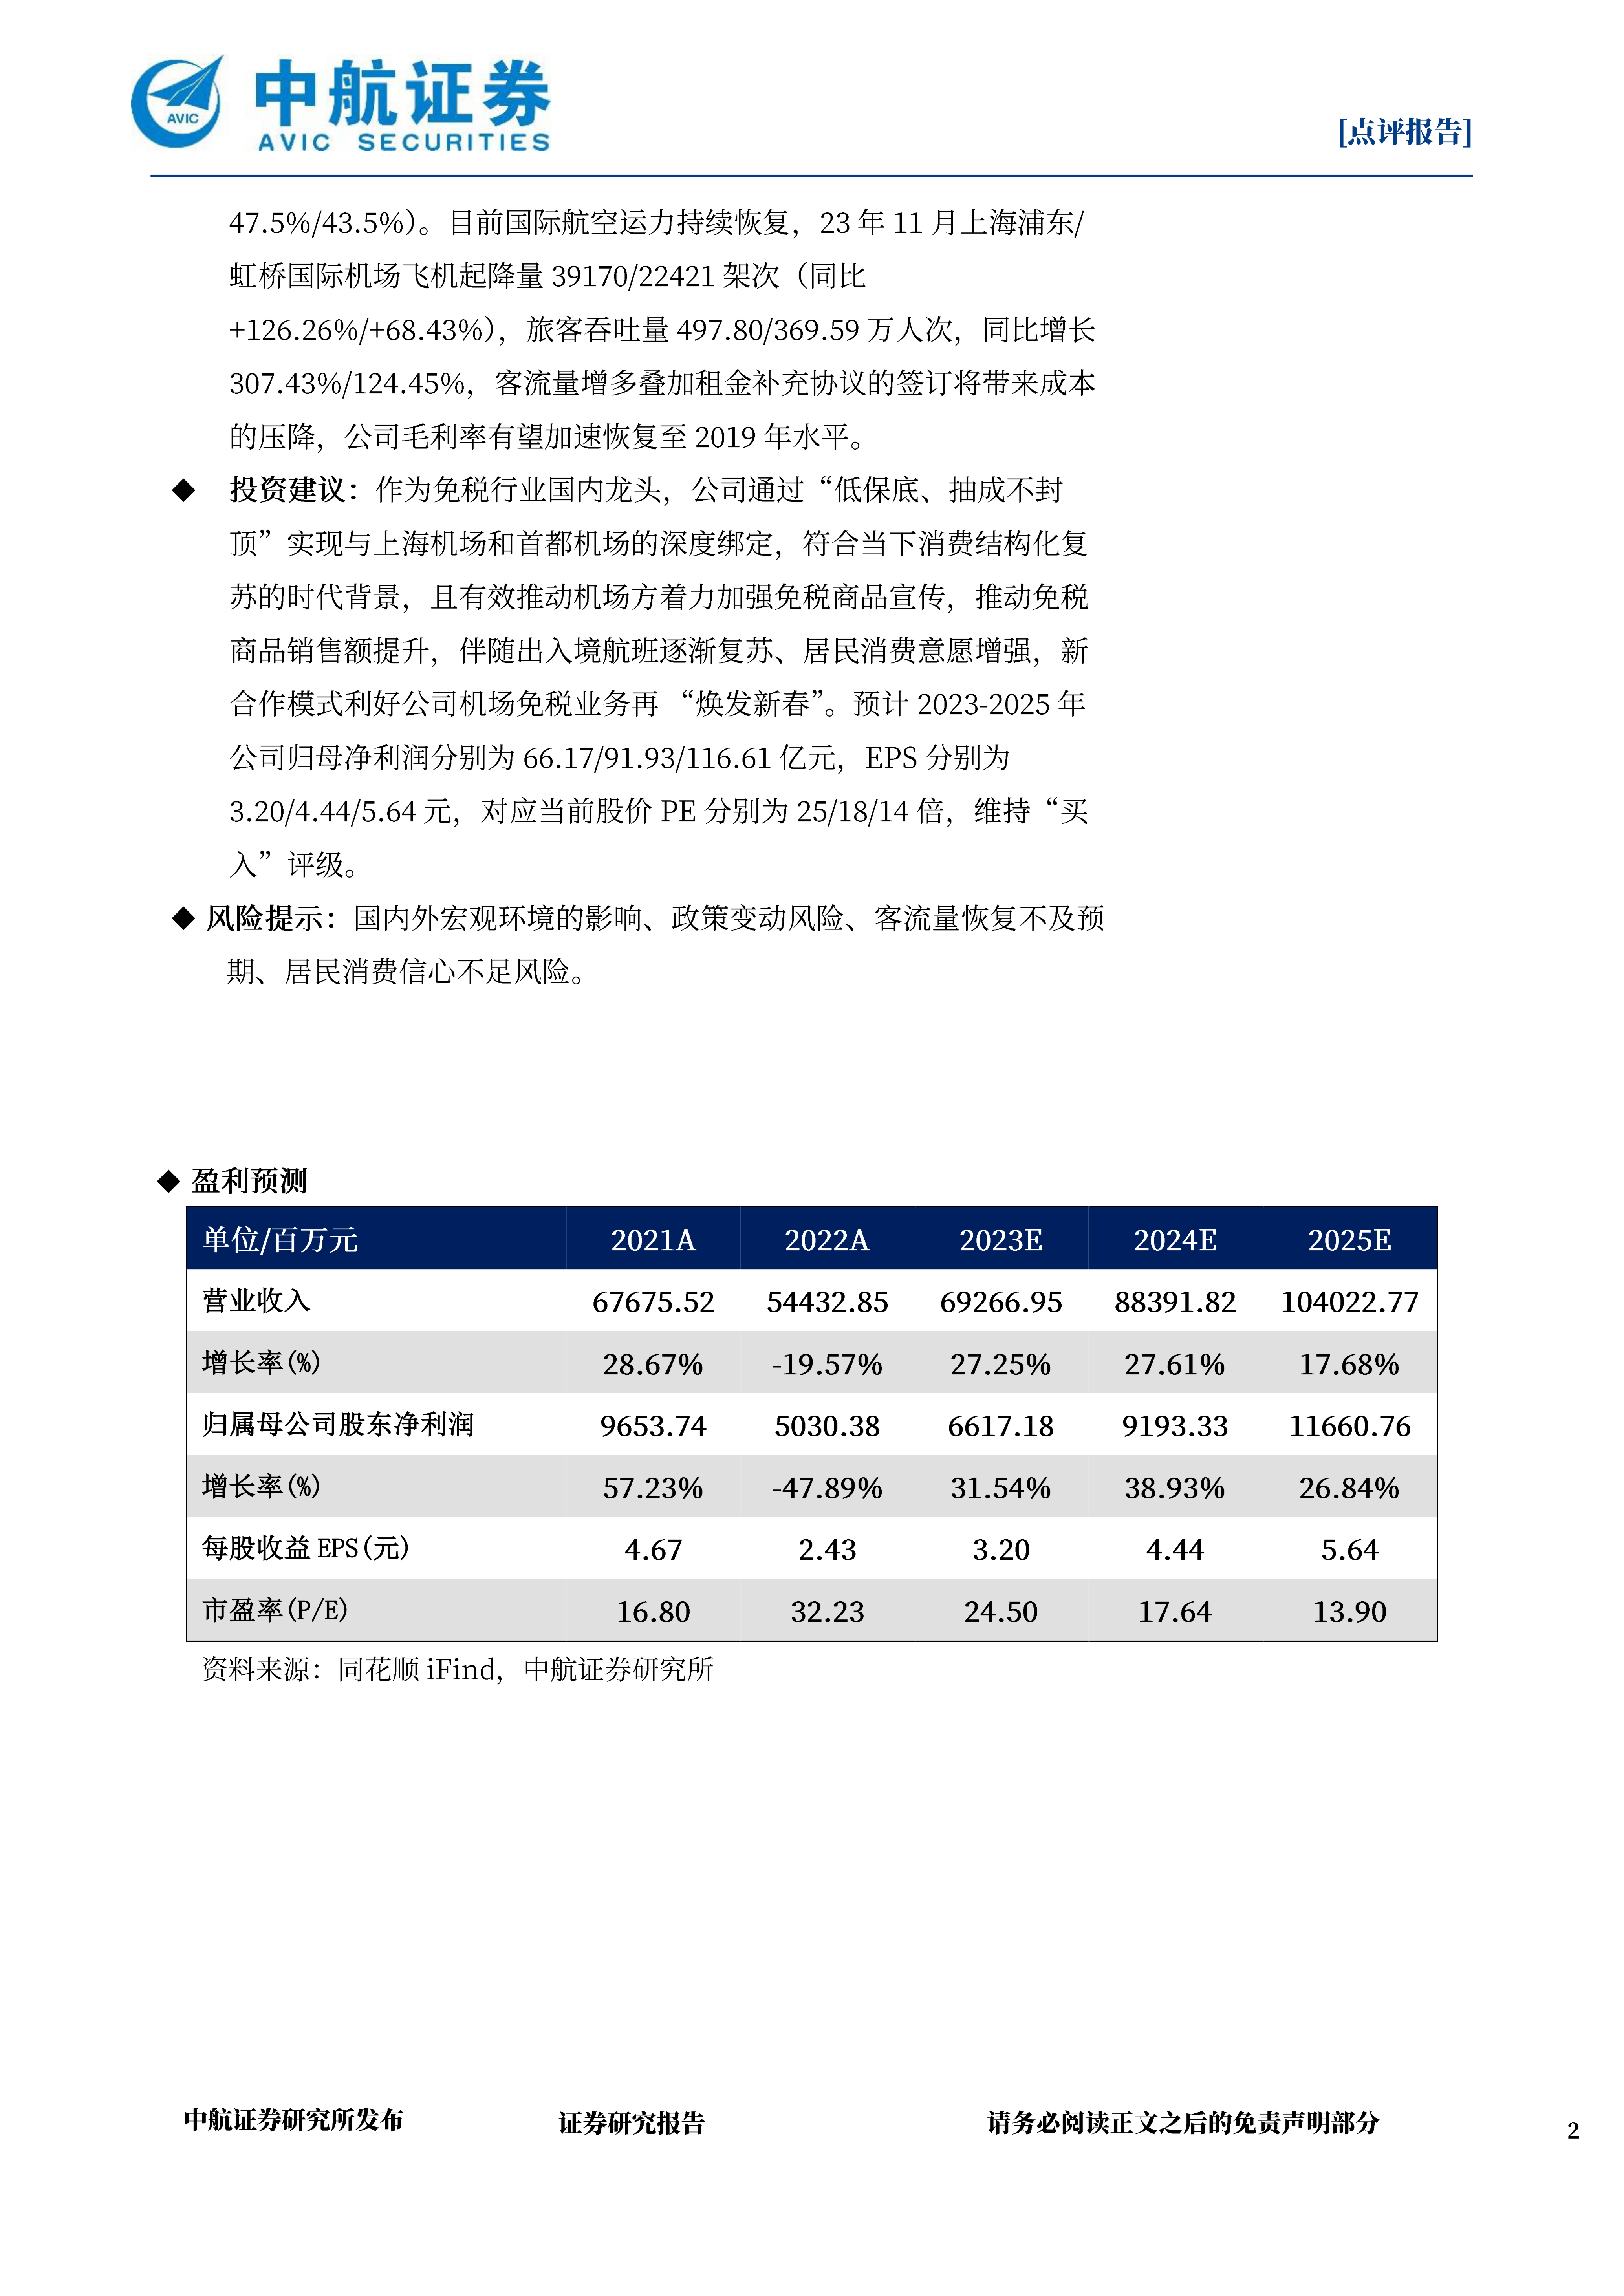 AVIC
中航证券
AVIC SECURITIES
[点评报告]
47.5%/43.5%）。目前国际航空运力持续恢复，23 年 11 月上海浦东/
虹桥国际机场飞机起降量 39170/22421 架次（同比
+126.26%/+68.43%），旅客吞吐量 497.80/369.59 万人次，同比增长
307.43%/124.45%，客流量增多叠加租金补充协议的签订将带来成本
的压降，公司毛利率有望加速恢复至 2019 年水平。
◆ 投资建议：作为免税行业国内龙头，公司通过“低保底、抽成不封
顶”实现与上海机场和首都机场的深度绑定，符合当下消费结构化复
苏的时代背景，且有效推动机场方着力加强免税商品宣传，推动免税
商品销售额提升，伴随出入境航班逐渐复苏、居民消费意愿增强，新
合作模式利好公司机场免税业务再 “焕发新春”。预计 2023-2025 年
公司归母净利润分别为 66.17/91.93/116.61 亿元，EPS 分别为
3.20/4.44/5.64 元，对应当前股价 PE 分别为 25/18/14 倍，维持“买
入”评级。
◆ 风险提示：国内外宏观环境的影响、政策变动风险、客流量恢复不及预
期、居民消费信心不足风险。
◆ 盈利预测
单位/百万元 2021A 2022A 2023E 2024E 2025E
营业收入 67675.52 54432.85 69266.95 88391.82 104022.77
增长率(%) 28.67% -19.57% 27.25% 27.61% 17.68%
归属母公司股东净利润 9653.74 5030.38 6617.18 9193.33 11660.76
增长率(%) 57.23% -47.89% 31.54% 38.93% 26.84%
每股收益 EPS(元) 4.67 2.43 3.20 4.44 5.64
市盈率(P/E) 16.80 32.23 24.50 17.64 13.90
资料来源：同花顺 iFind，中航证券研究所
中航证券研究所发布 证券研究报告 请务必阅读正文之后的免责声明部分 2